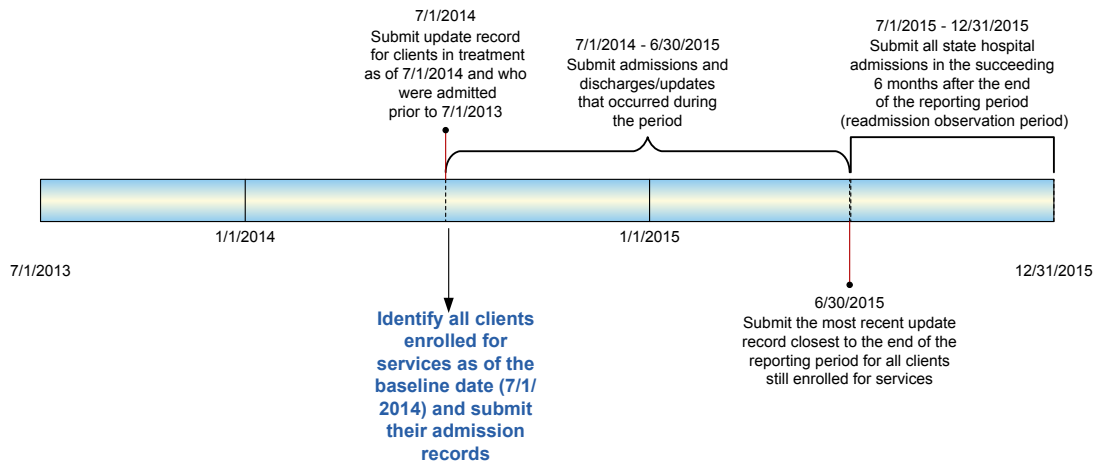 7/1/2014
Submit update record
for clients in treatment
as of 7/1/2014 and who
were admitted
prior to 7/1/2013
7/1/2014 - 6/30/2015
Submit admissions and
discharges/updates
that occurred during
the period
7/1/2015 - 12/31/2015
Submit all state hospital
admissions in the succeeding
6 months after the end
of the reporting period
(readmission observation period)
1/1/2014
1/1/2015
7/1/2013
12/31/2015
Identify all clients
enrolled for
services as of the
baseline date (7/1/
2014) and submit
their admission
records
6/30/2015
Submit the most recent update
record closest to the end of the
reporting period for all clients
still enrolled for services